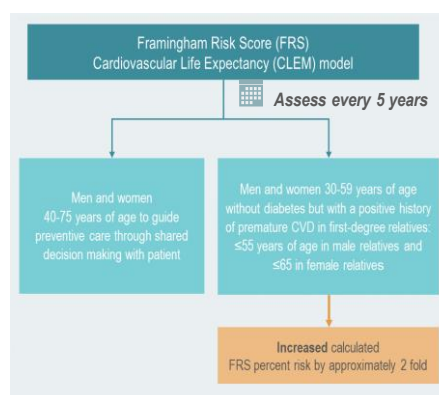 Framingham Risk Score (FRS)
Cardiovascular Life Expectancy (CLEM) model
Assess every 5 years
Men and women
40-75 years of age to guide
preventive care through shared
decision making with patient
Men and women 30-59 years of age
without diabetes but with a positive history
of premature CVD in first-degree relatives:
≤55 years of age in male relatives and
≤65 in female relatives
Increased calculated
FRS percent risk by approximately 2 fold